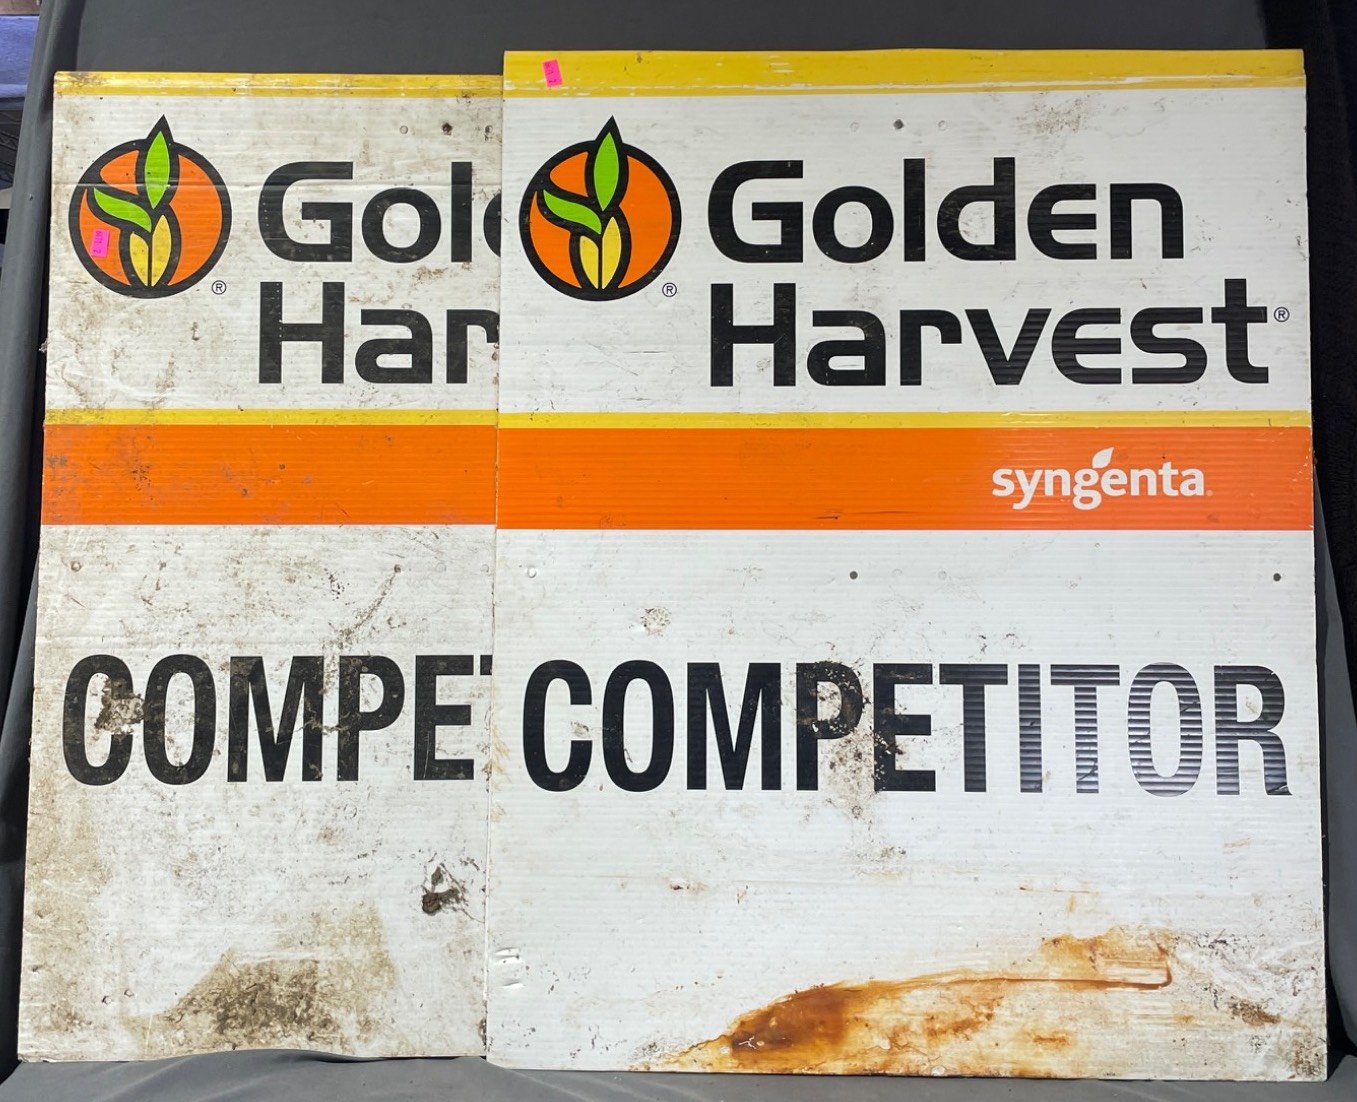 Gol
Har
®
COMPE
Golden
Harvest®
®
syngenta
COMPETITOR